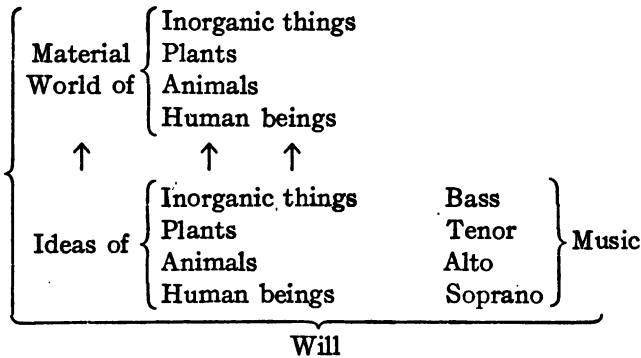 Inorganic things
Material Plants
World of Animals
Human beings
↑ ↑ ↑
Inorganic things Bass
Plants Tenor
Ideas of Music
Animals Alto
Human beings Soprano
Will